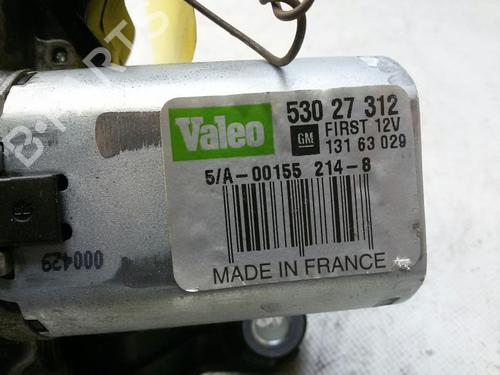 Valeo
530 27 312
GM
FIRST 12V
131 63 029
5/A-00155 214-8
MADE IN FRANCE
000429